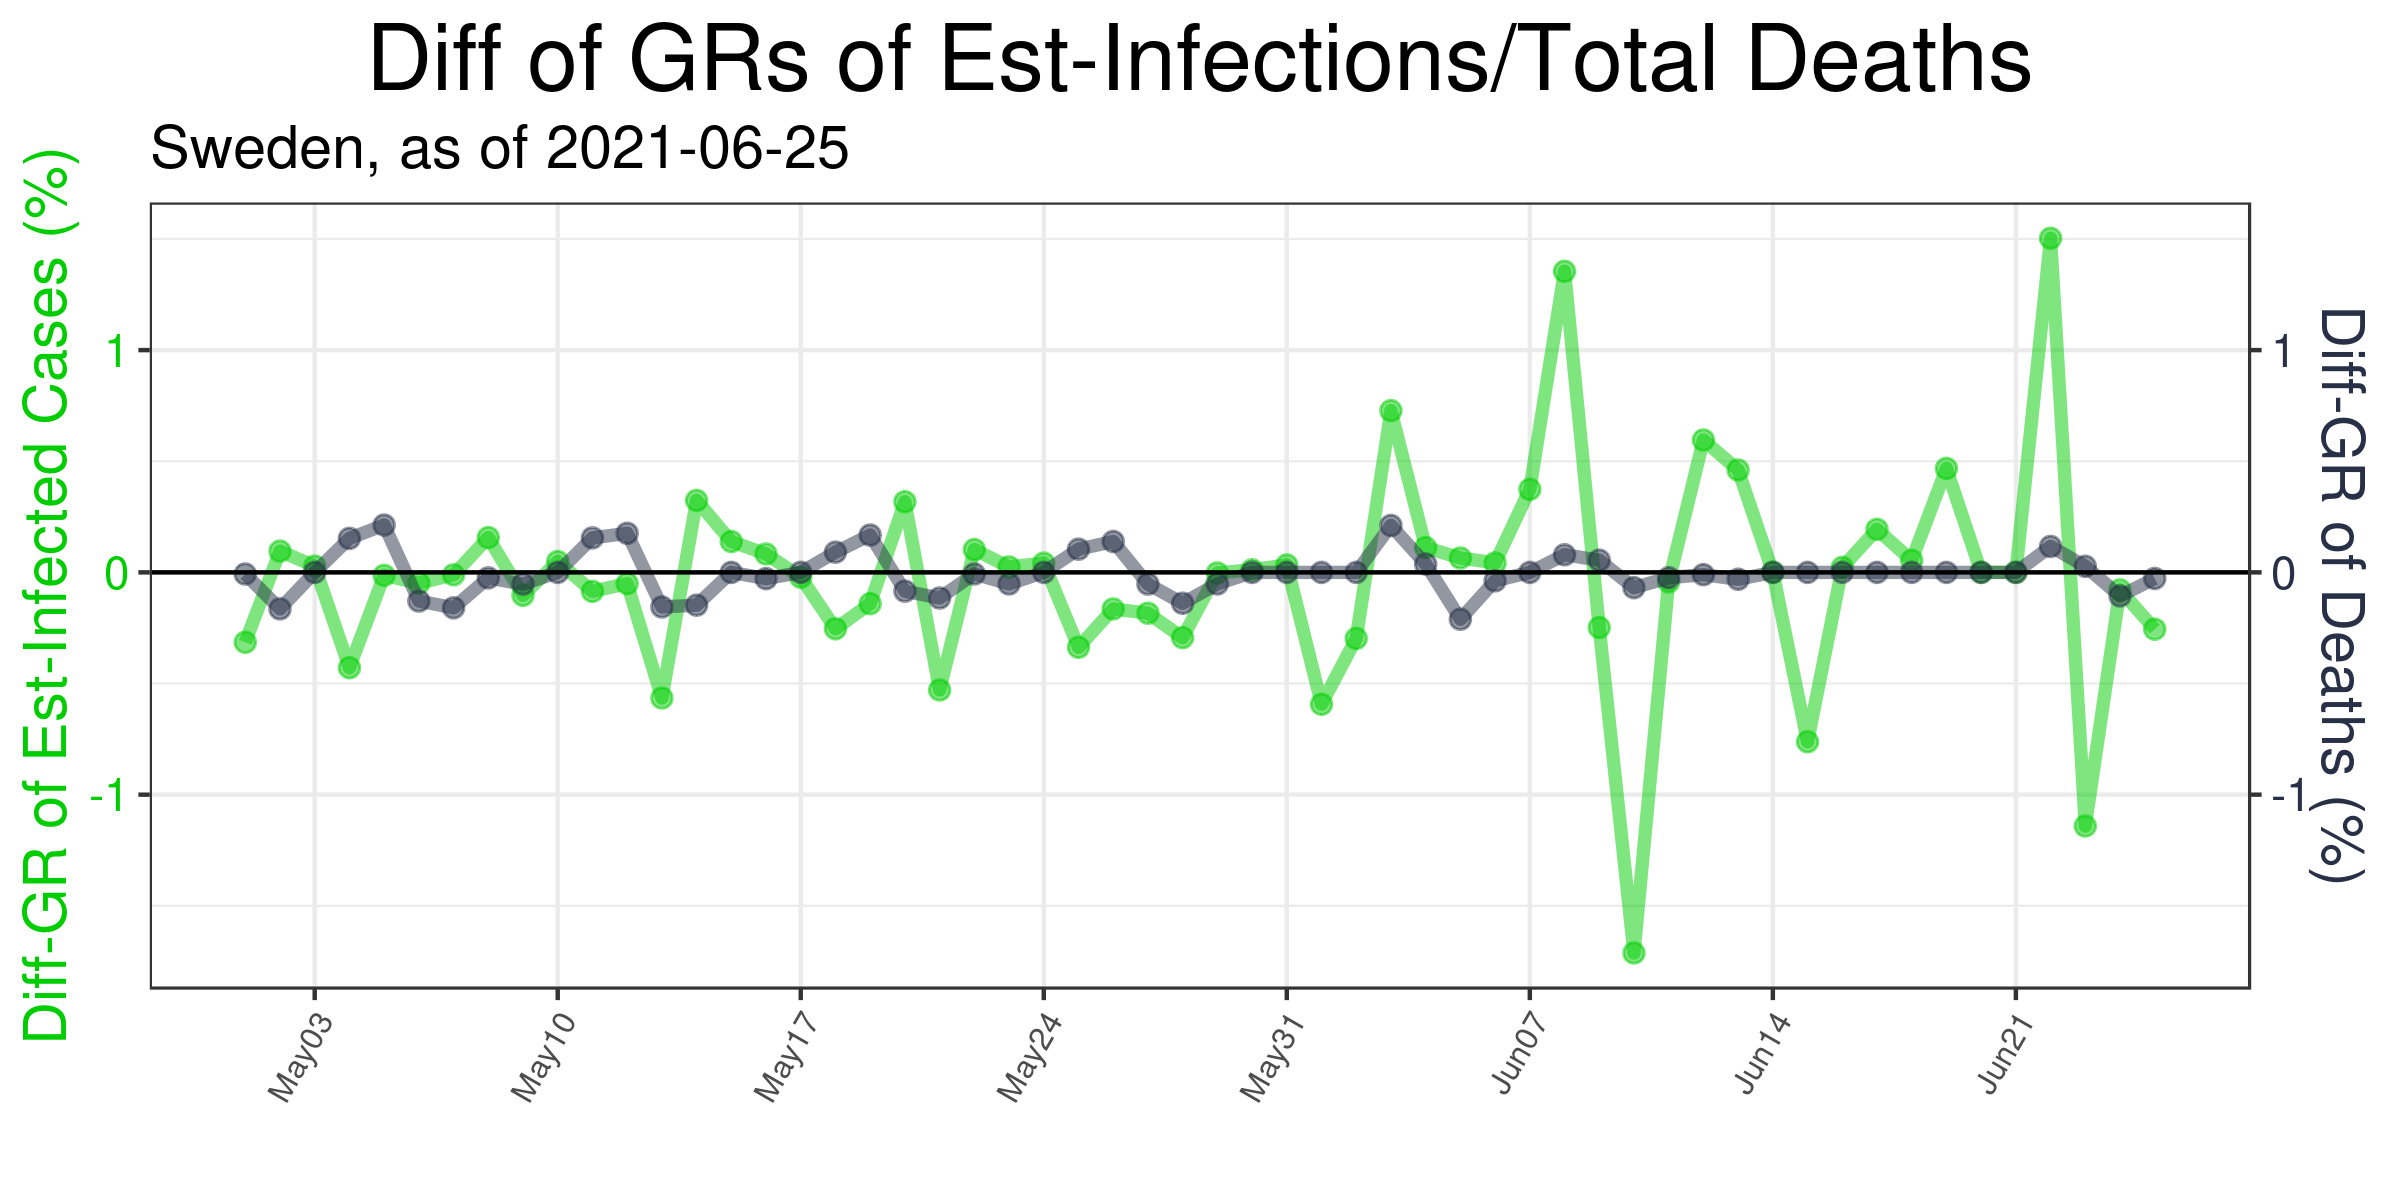 Diff of GRs of Est-Infections/Total Deaths
Sweden, as of 2021-06-25
Diff-GR of Est-Infected Cases (%)
1
0
-1
1
0
-1
Diff-GR of Deaths (%)
May03
May10
May17
May24
May31
Jun07
Jun14
Jun21